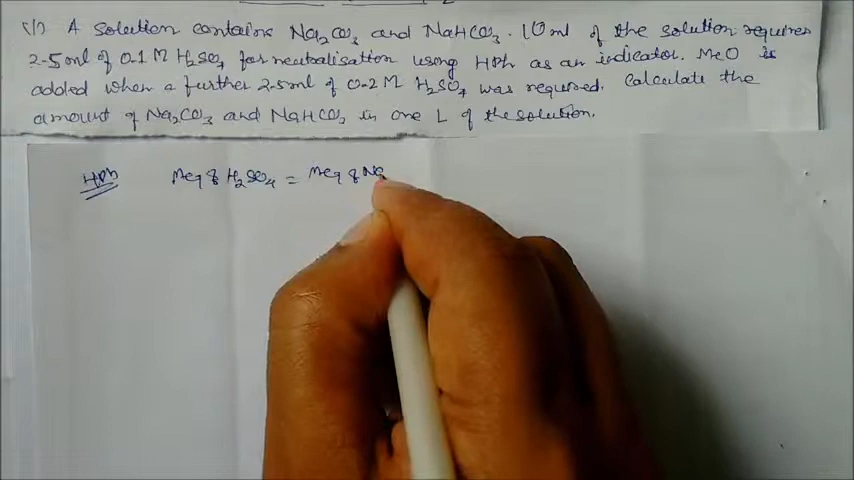 (1) A solution contains Na2CO3 and NaHCO3. 10ml of the solution requires
2.5ml of 0.1 M H2SO4 for neutralisation using HPh as an indicator. MeO is
added when a further 2.5ml of 0.2 M H2SO4 was required. Calculate the
amount of Na2CO3 and NaHCO3 in one L of the solution.
HPh Meq of H2SO4 = Meq of Na